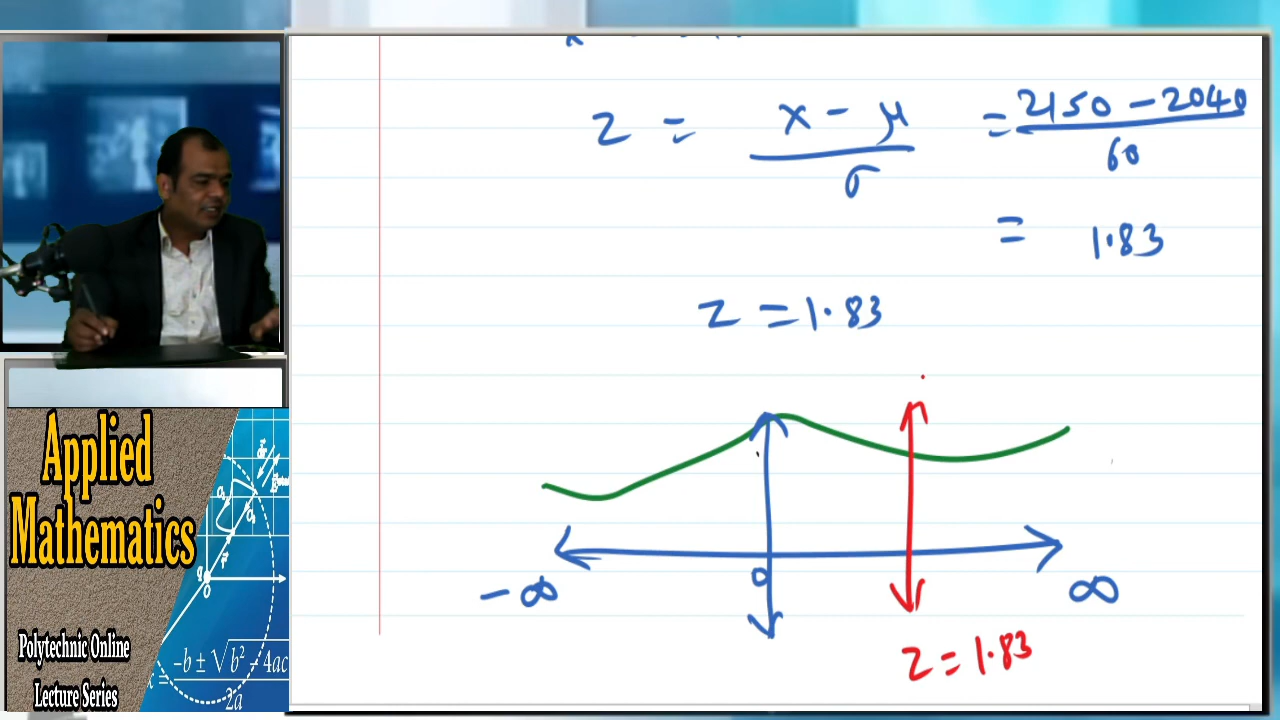 z = x - μ / σ = 2150 - 2040 / 60
= 1.83
z = 1.83
0
-∞
∞
z = 1.83
Applied
Mathematics
Polytechnic Online
Lecture Series
-b ± √b² - 4ac
2a